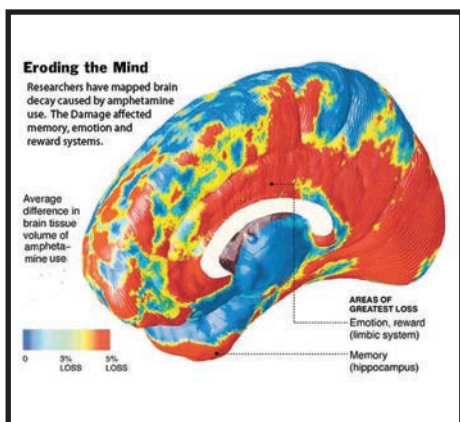 Eroding the Mind
Researchers have mapped brain
decay caused by amphetamine
use. The Damage affected
memory, emotion and
reward systems.
Average
difference in
brain tissue
volume of
ampheta-
mine use
0
3%
LOSS
5%
LOSS
AREAS OF
GREATEST LOSS
Emotion, reward
(limbic system)
Memory
(hippocampus)